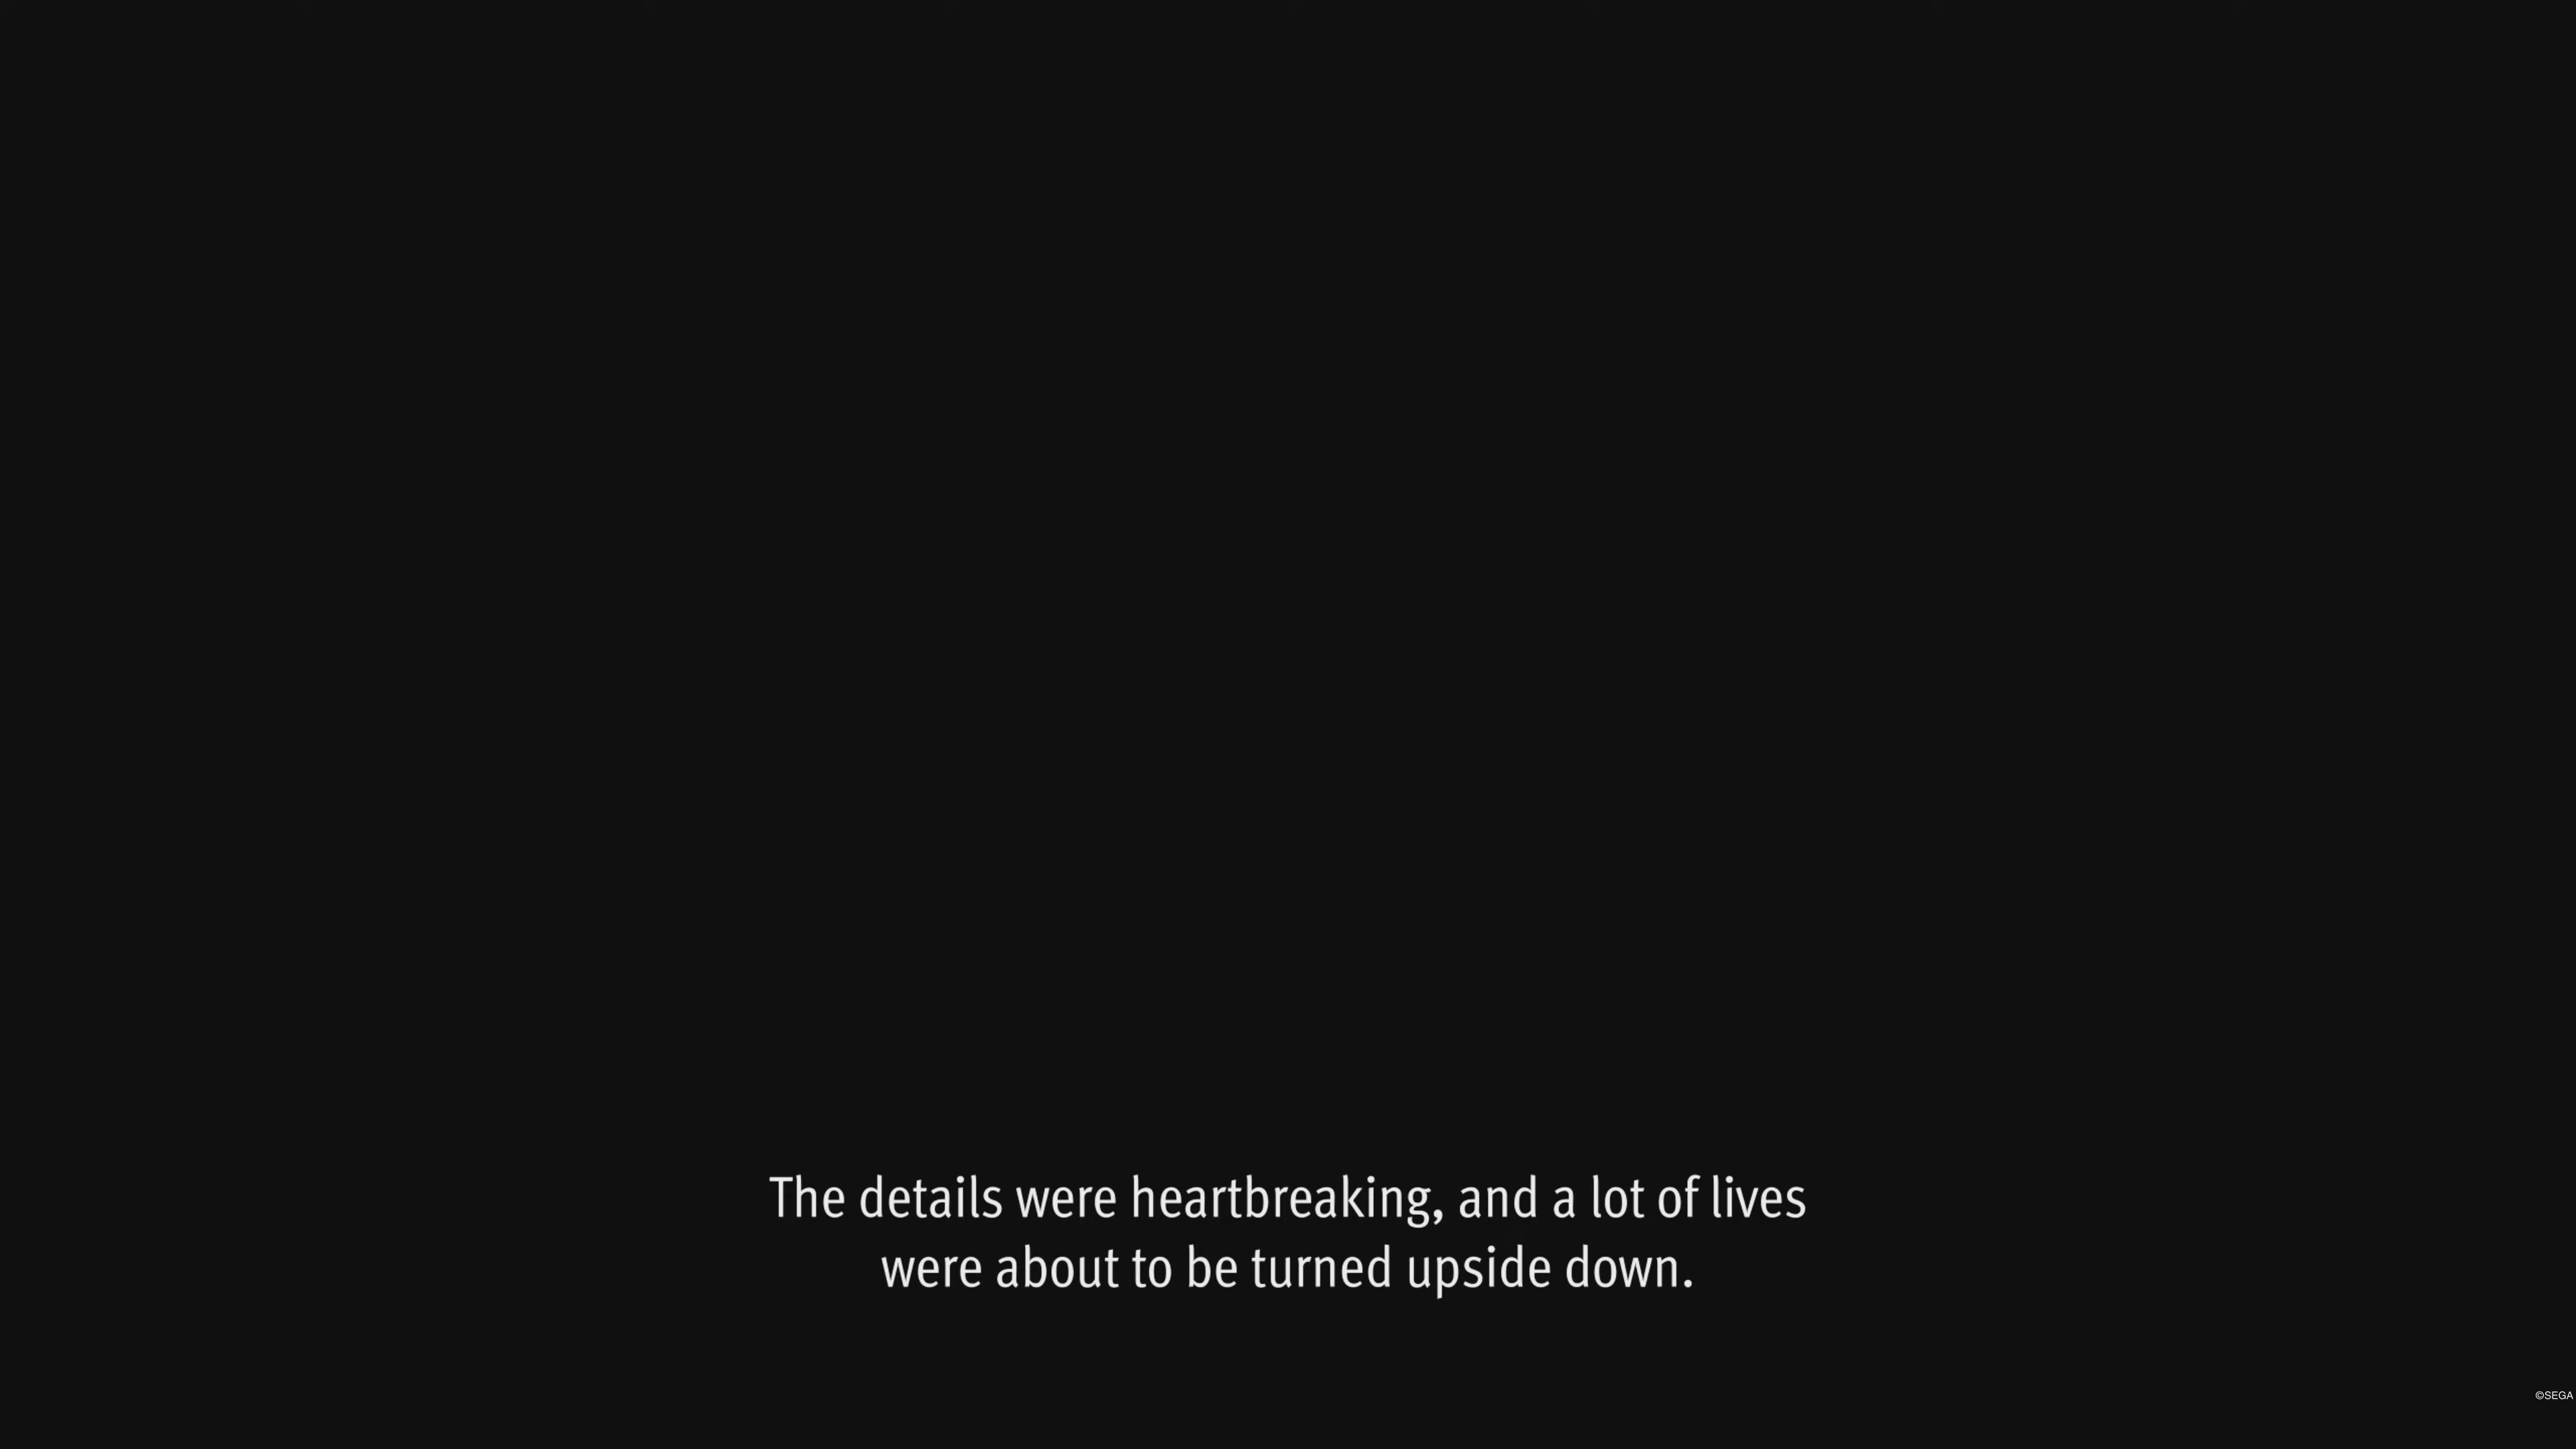 The details were heartbreaking, and a lot of lives
were about to be turned upside down.
©SEGA